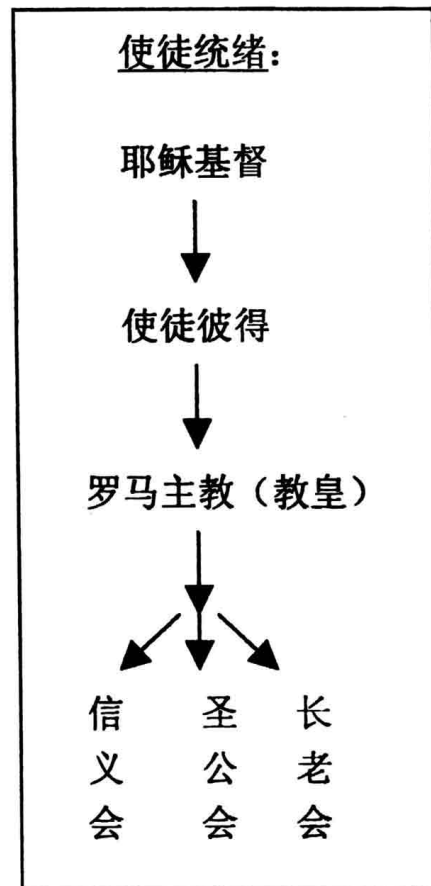 使徒统绪：
耶稣基督
使徒彼得
罗马主教（教皇）
信义会
圣公会
长老会